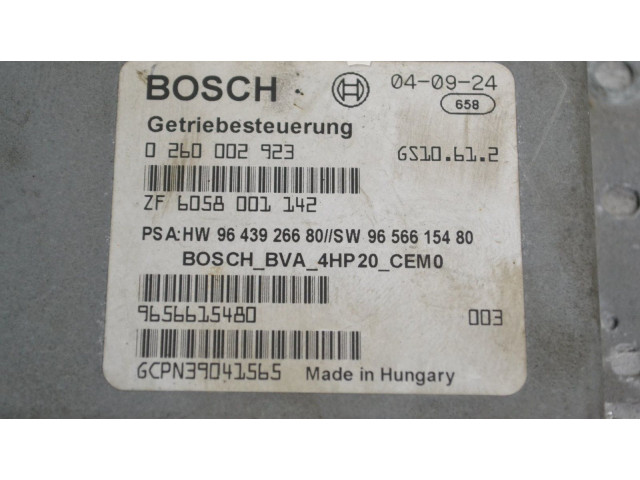 BOSCH 04-09-24
658
Getriebesteuerung
0 260 002 923 GS10.61.2
ZF 6058 001 142
PSA:HW 96 439 266 80//SW 96 566 154 80
BOSCH_BVA_4HP20_CEM0
9656615480 003
GCPN39041565 Made in Hungary